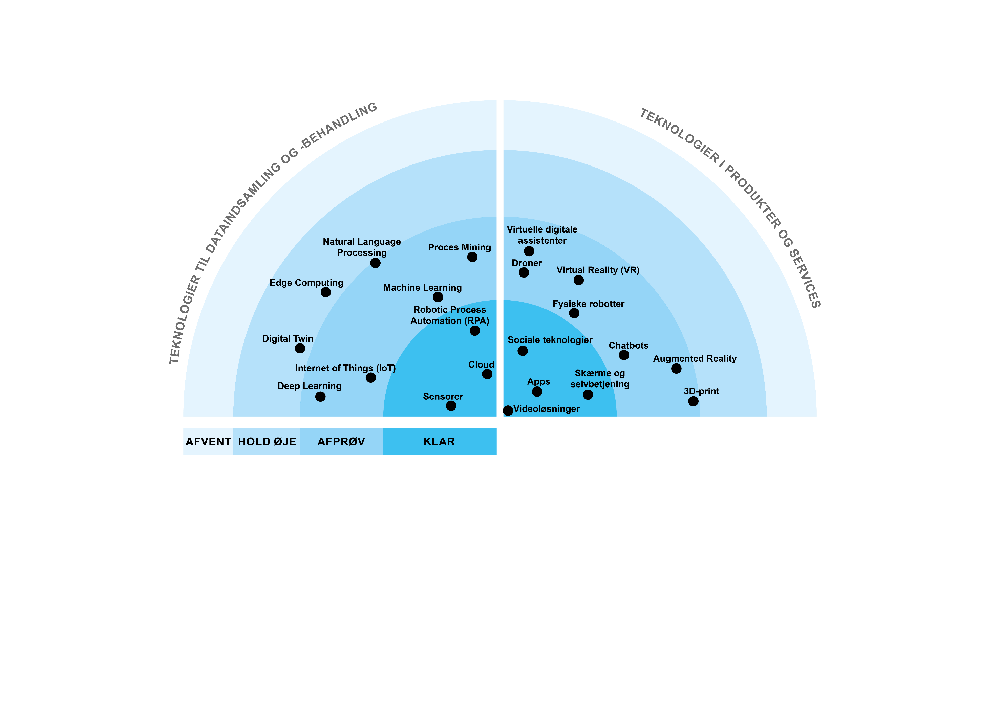 TEKNOLOGIER TIL DATAINDSAMLING OG -BEHANDLING
TEKNOLOGIER I PRODUKTER OG SERVICES
Natural Language
Processing
Proces Mining
Edge Computing
Machine Learning
Robotic Process
Automation (RPA)
Digital Twin
Internet of Things (IoT)
Cloud
Deep Learning
Sensorer
Virtuelle digitale
assistenter
Droner
Virtual Reality (VR)
Fysiske robotter
Sociale teknologier
Chatbots
Augmented Reality
Skærme og
selvbetjening
Apps
3D-print
Videoløsninger
AFVENT
HOLD ØJE
AFPRØV
KLAR